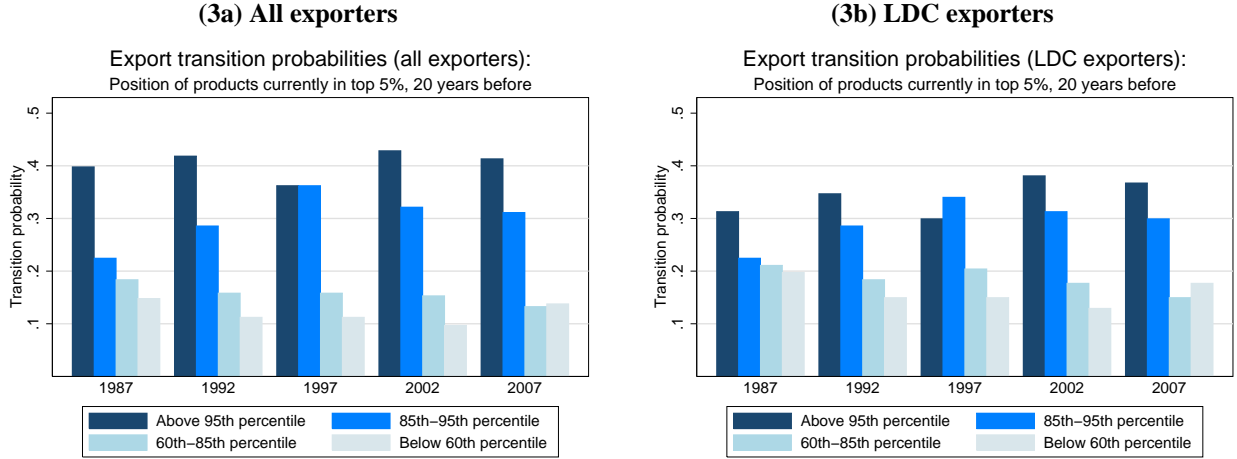 (3a) All exporters
Export transition probabilities (all exporters):
Position of products currently in top 5%, 20 years before
Transition probability
.5
.4
.3
.2
.1
1987 1992 1997 2002 2007
Above 95th percentile 85th−95th percentile
60th−85th percentile Below 60th percentile
(3b) LDC exporters
Export transition probabilities (LDC exporters):
Position of products currently in top 5%, 20 years before
Transition probability
.5
.4
.3
.2
.1
1987 1992 1997 2002 2007
Above 95th percentile 85th−95th percentile
60th−85th percentile Below 60th percentile